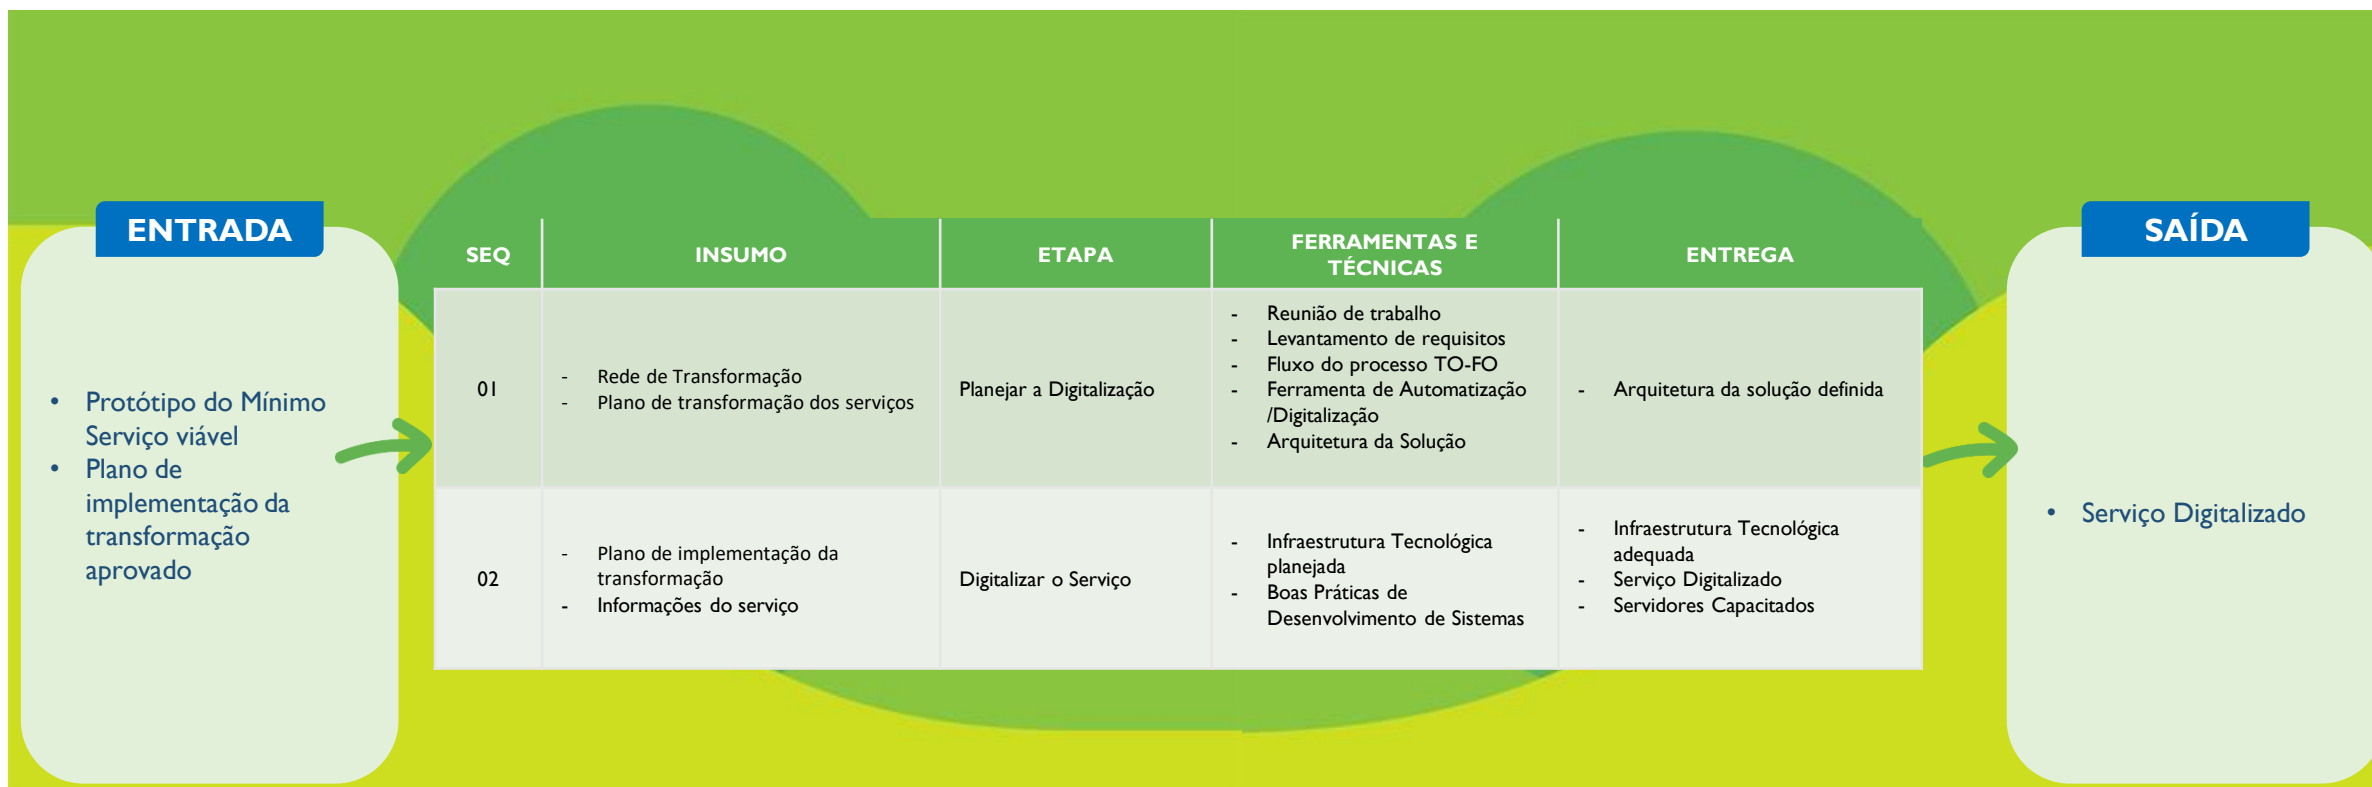 ENTRADA
• Protótipo do Mínimo
Serviço viável
• Plano de
implementação da
transformação
aprovado
SEQ
INSUMO
ETAPA
FERRAMENTAS E
TÉCNICAS
ENTREGA
01
- Rede de Transformação
- Plano de transformação dos serviços
Planejar a Digitalização
- Reunião de trabalho
- Levantamento de requisitos
- Fluxo do processo TO-FO
- Ferramenta de Automatização
/Digitalização
- Arquitetura da Solução
- Arquitetura da solução definida
02
- Plano de implementação da
transformação
- Informações do serviço
Digitalizar o Serviço
- Infraestrutura Tecnológica
planejada
- Boas Práticas de
Desenvolvimento de Sistemas
- Infraestrutura Tecnológica
adequada
- Serviço Digitalizado
- Servidores Capacitados
SAÍDA
• Serviço Digitalizado